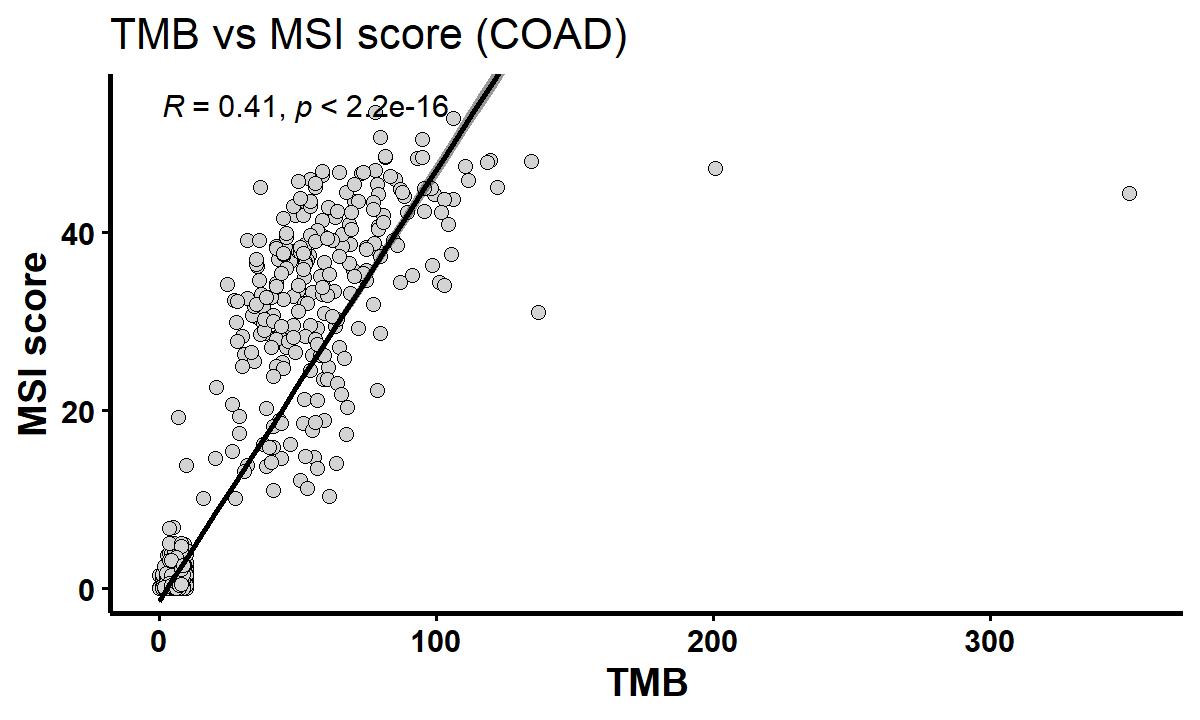 TMB vs MSI score (COAD)
R = 0.41, p < 2.2e-16
MSI score
40
20
0
0
100
200
300
TMB